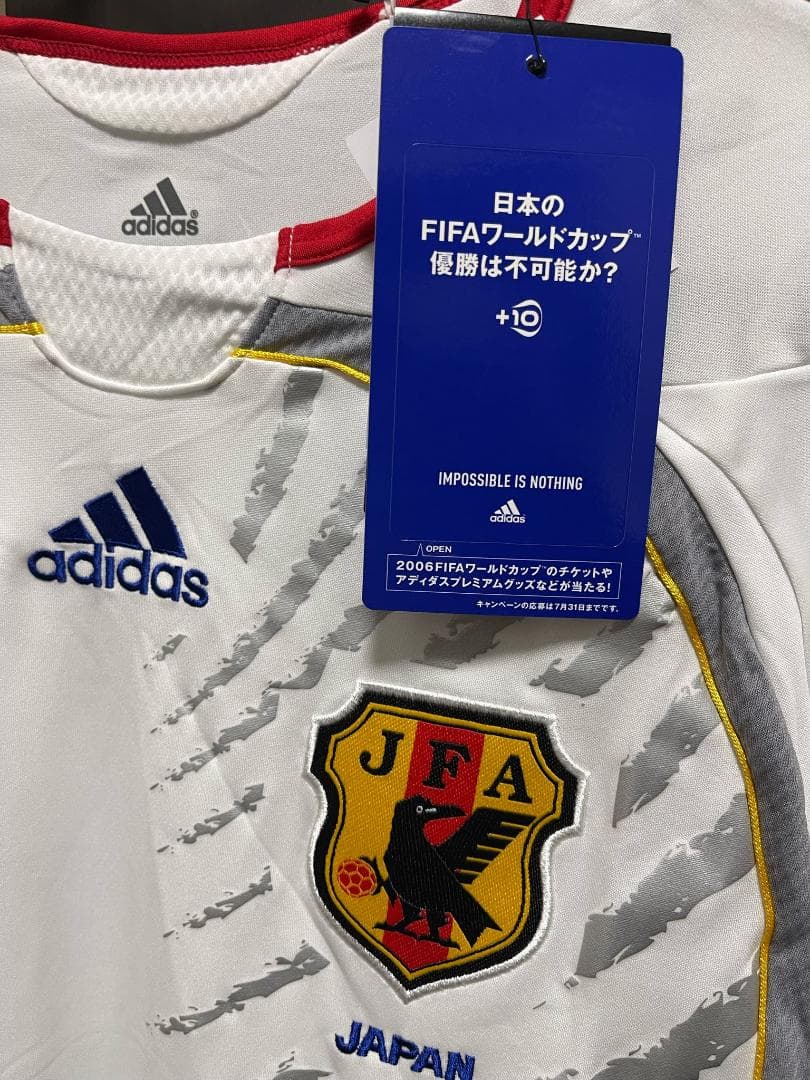 adidas®
日本の
FIFAワールドカップ™
優勝は不可能か?
+10
IMPOSSIBLE IS NOTHING
adidas
OPEN
2006FIFAワールドカップ™のチケットや
アディダスプレミアムグッズなどが当たる!
キャンペーンの応募は7月31日までです。
adidas
JFA
JAPAN